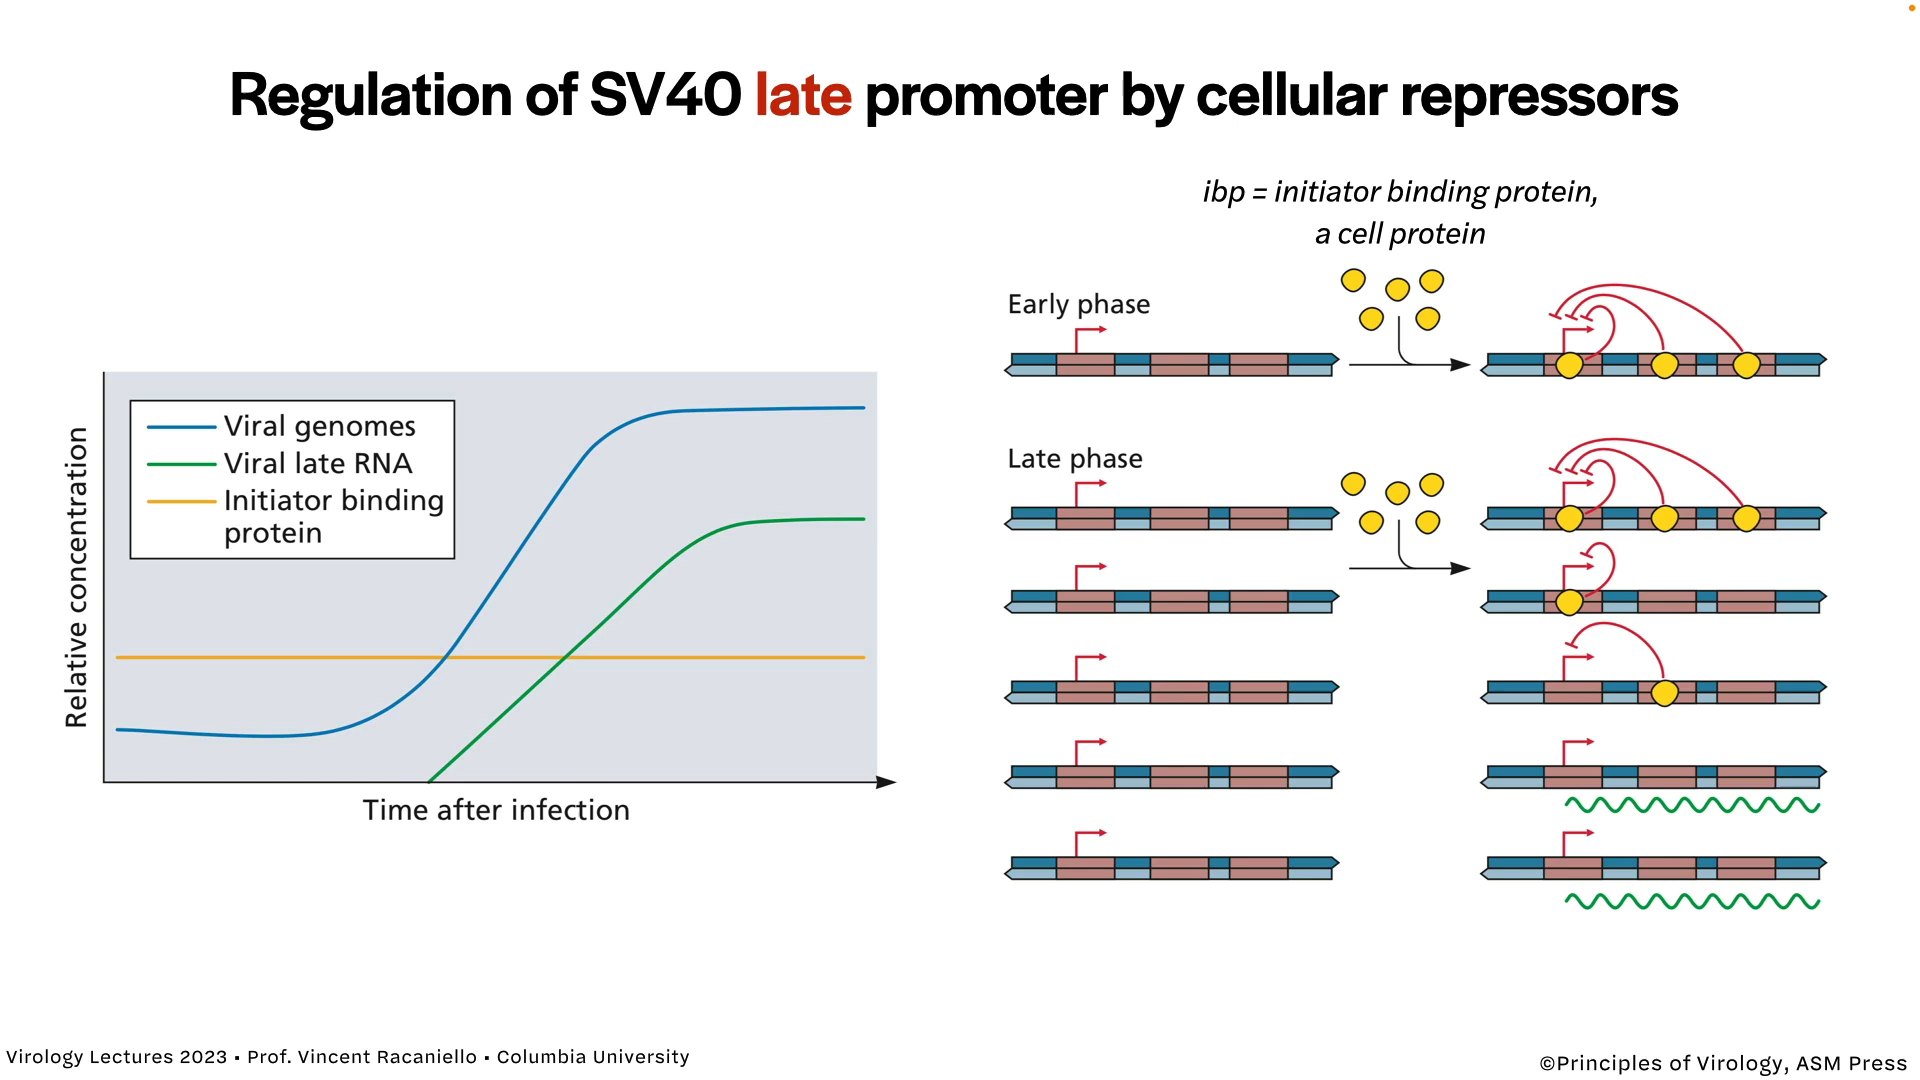 Regulation of SV40 late promoter by cellular repressors
ibp = initiator binding protein,
a cell protein
Early phase
Late phase
Viral genomes
Viral late RNA
Initiator binding
protein
Relative concentration
Time after infection
Virology Lectures 2023 • Prof. Vincent Racaniello • Columbia University
©Principles of Virology, ASM Press